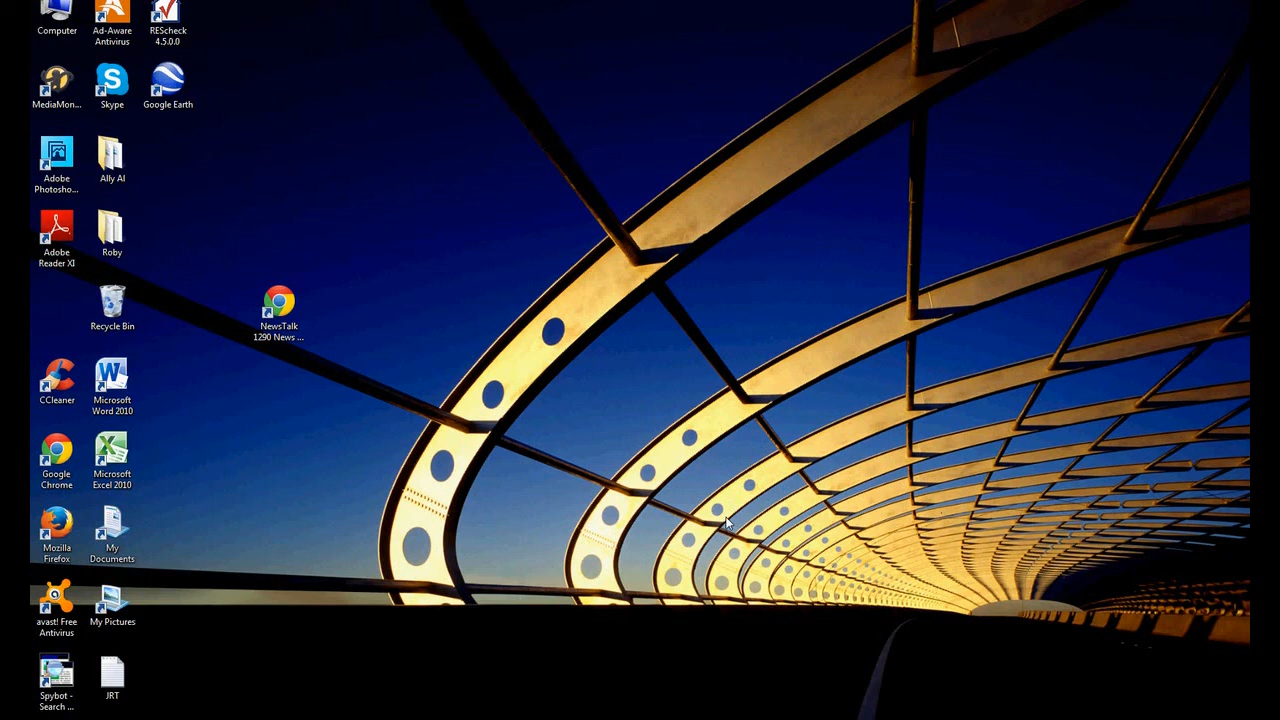 Computer
Ad-Aware
Antivirus
REScheck
4.5.0.0
MediaMon...
Skype
Google Earth
Adobe
Photosho...
Ally AI
Adobe
Reader XI
Roby
Recycle Bin
NewsTalk
1290 News ...
CCleaner
Microsoft
Word 2010
Google
Chrome
Microsoft
Excel 2010
Mozilla
Firefox
My
Documents
avast! Free
Antivirus
My Pictures
Spybot -
Search ...
JRT